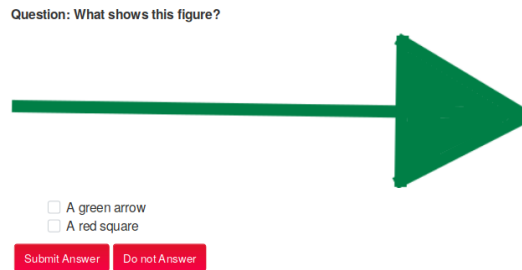 Question: What shows this figure?
A green arrow
A red square
Submit Answer Do not Answer